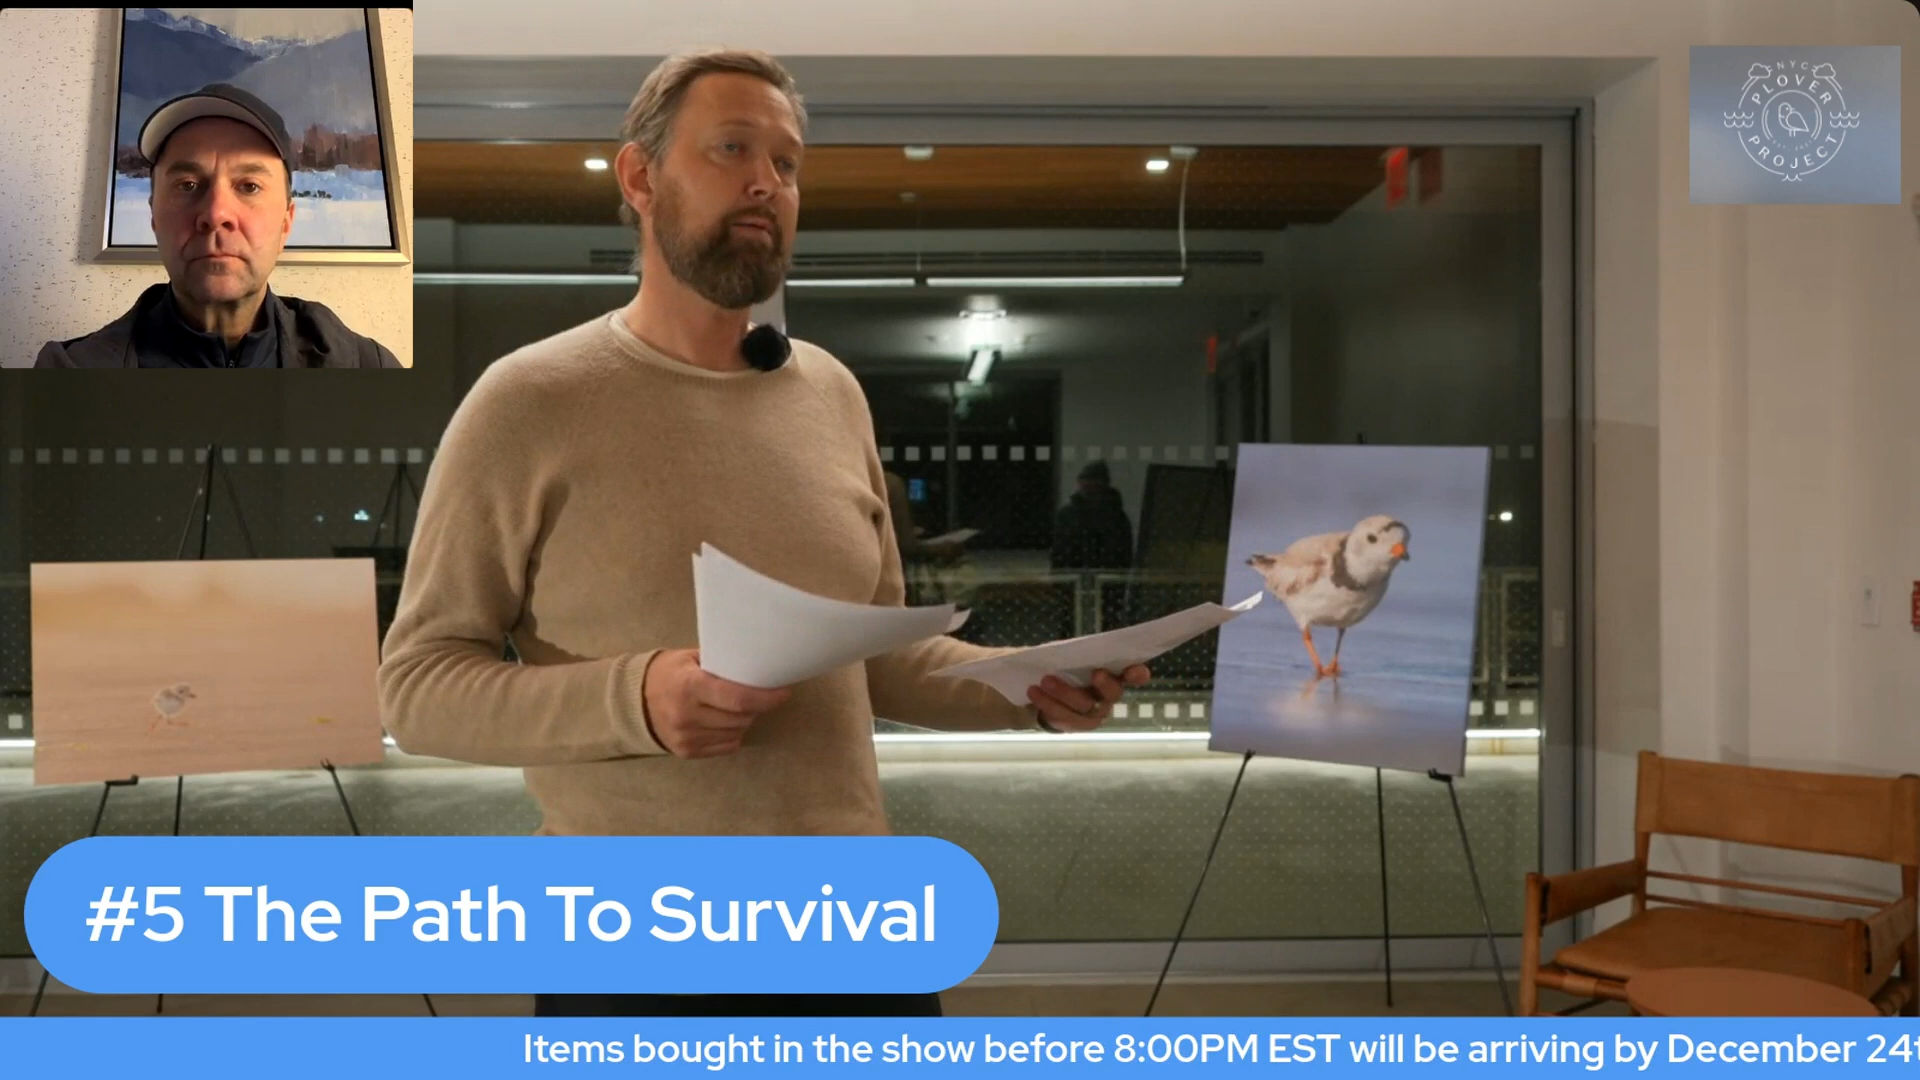 NYC
PLOVER
PROJECT
#5 The Path To Survival
Items bought in the show before 8:00PM EST will be arriving by December 24t